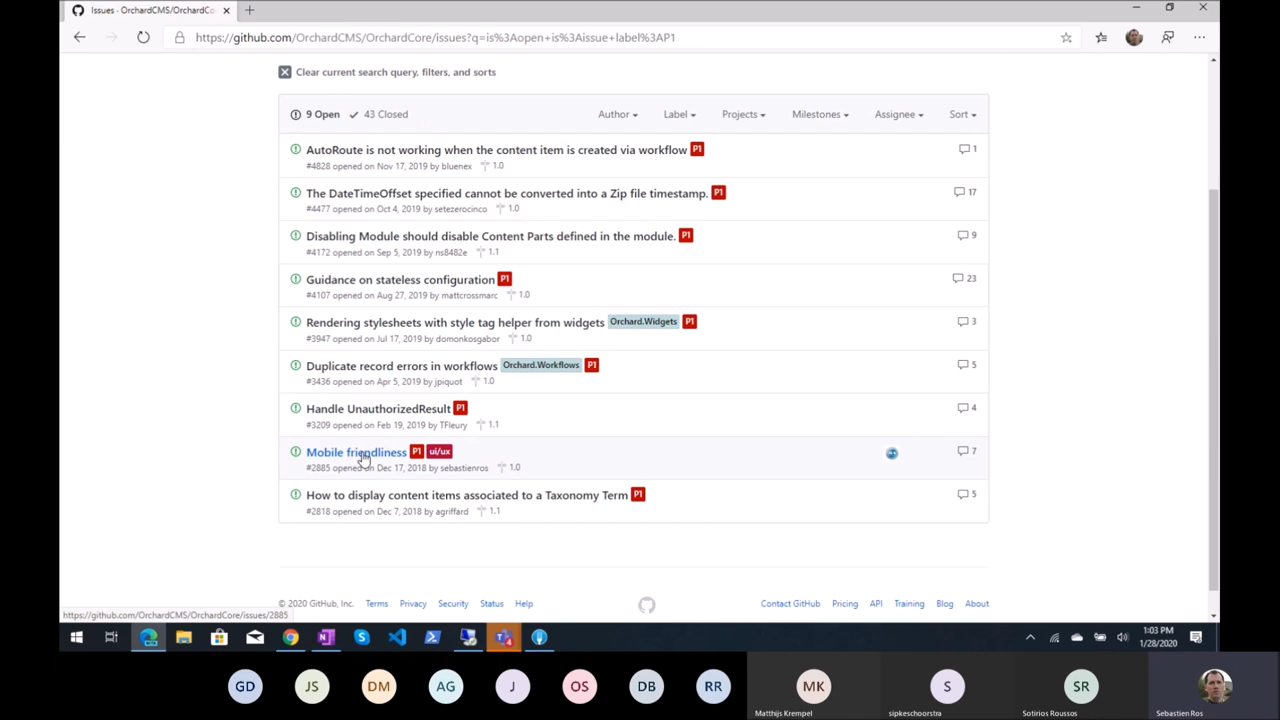 Issues - OrchardCMS/OrchardCo
https://github.com/OrchardCMS/OrchardCore/issues?q=is%3Aopen+is%3Aissue+label%3AP1
Clear current search query, filters, and sorts
9 Open 43 Closed Author Label Projects Milestones Assignee Sort
AutoRoute is not working when the content item is created via workflow P1 1
#4828 opened on Nov 17, 2019 by bluenex 1.0
The DateTimeOffset specified cannot be converted into a Zip file timestamp. P1 17
#4477 opened on Oct 4, 2019 by setezerocinco 1.0
Disabling Module should disable Content Parts defined in the module. P1 9
#4172 opened on Sep 5, 2019 by ns8482e 1.1
Guidance on stateless configuration P1 23
#4107 opened on Aug 27, 2019 by mattcrossmarc 1.0
Rendering stylesheets with style tag helper from widgets Orchard.Widgets P1 3
#3947 opened on Jul 17, 2019 by domonkosgabor 1.0
Duplicate record errors in workflows Orchard.Workflows P1 5
#3436 opened on Apr 5, 2019 by jpiquot 1.0
Handle UnauthorizedResult P1 4
#3209 opened on Feb 19, 2019 by TFleury 1.1
Mobile friendliness P1 ui/ux 7
#2885 opened on Dec 17, 2018 by sebastienros 1.0
How to display content items associated to a Taxonomy Term P1 5
#2818 opened on Dec 7, 2018 by agriffard 1.1
© 2020 GitHub, Inc. Terms Privacy Security Status Help Contact GitHub Pricing API Training Blog About
https://github.com/OrchardCMS/OrchardCore/issues/2885
4
1:03 PM
1/28/2020
GD JS DM AG J OS DB RR MK S SR
Matthijs Krempel sipkeschoorstra Sotirios Roussos Sebastien Ros